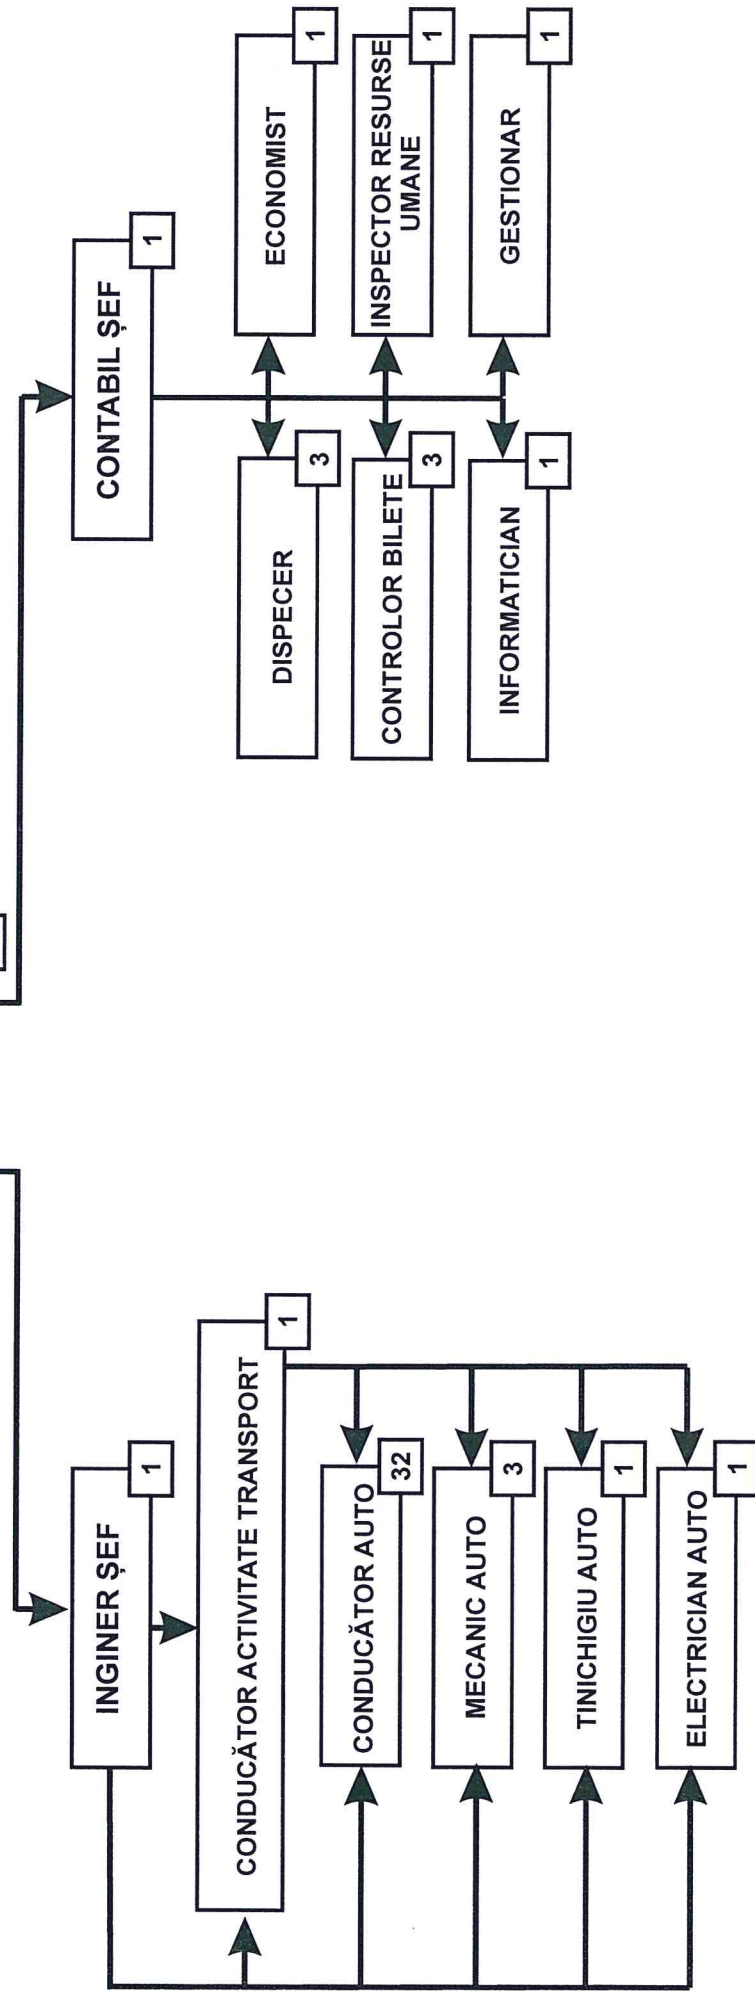 INGINER ȘEF
1
CONDUCĂTOR ACTIVITATE TRANSPORT
1
CONDUCĂTOR AUTO
32
MECANIC AUTO
3
TINICHIGIU AUTO
1
ELECTRICIAN AUTO
1
CONTABIL ȘEF
1
DISPECER
3
ECONOMIST
1
CONTROLOR BILETE
3
INSPECTOR RESURSE
UMANE
1
INFORMATICIAN
1
GESTIONAR
1